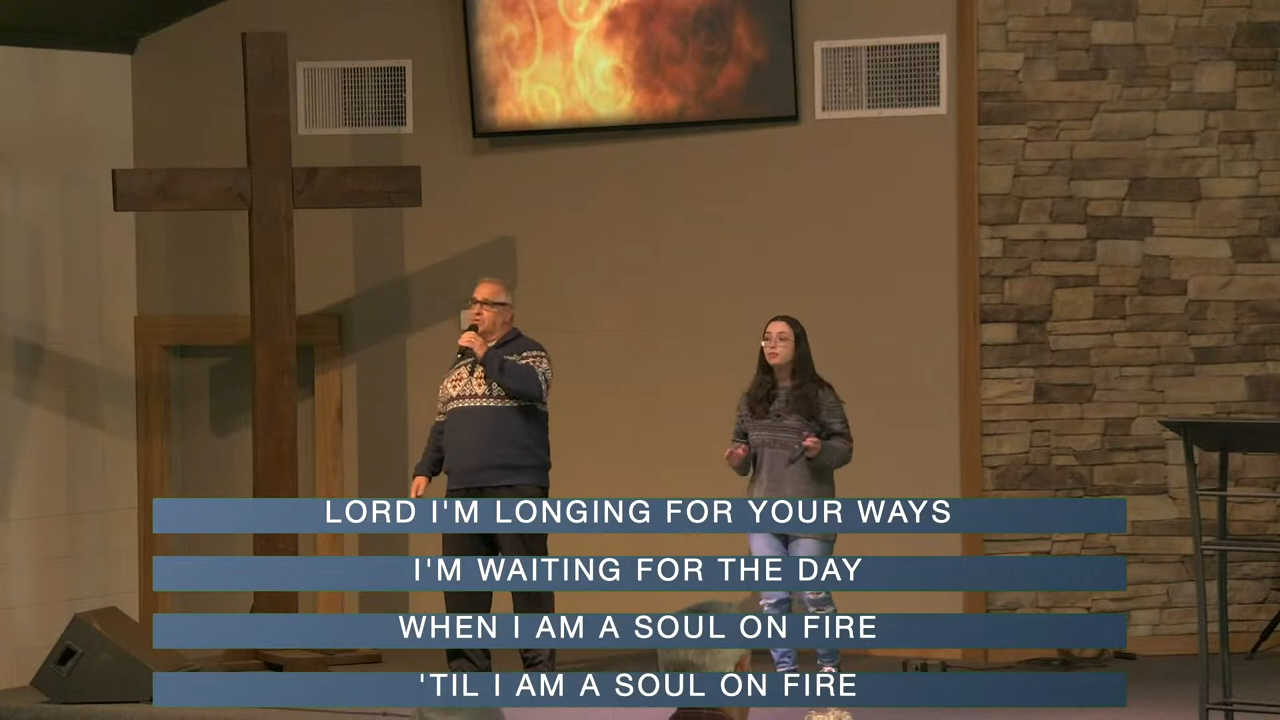 LORD I'M LONGING FOR YOUR WAYS
I'M WAITING FOR THE DAY
WHEN I AM A SOUL ON FIRE
'TIL I AM A SOUL ON FIRE